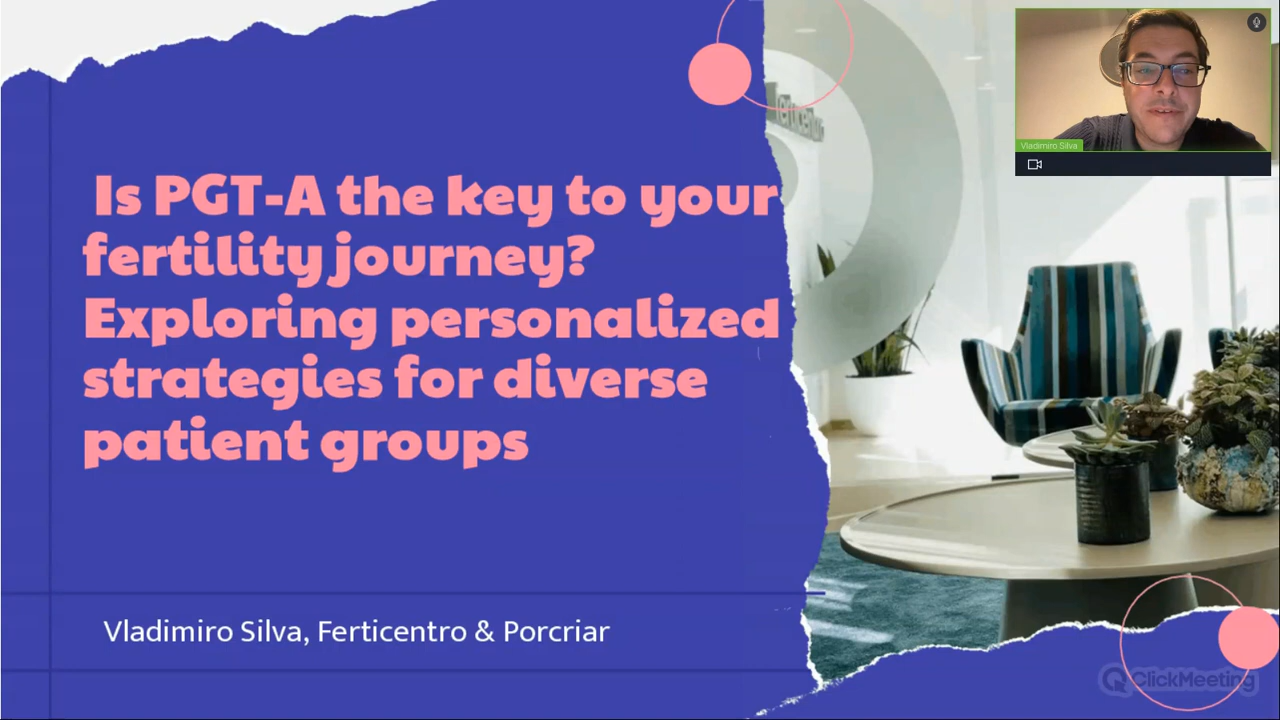 Is PGT-A the key to your
fertility journey?
Exploring personalized
strategies for diverse
patient groups
Vladimiro Silva, Ferticentro & Porcriar
Vladimiro Silva
ferticentro
ClickMeeting